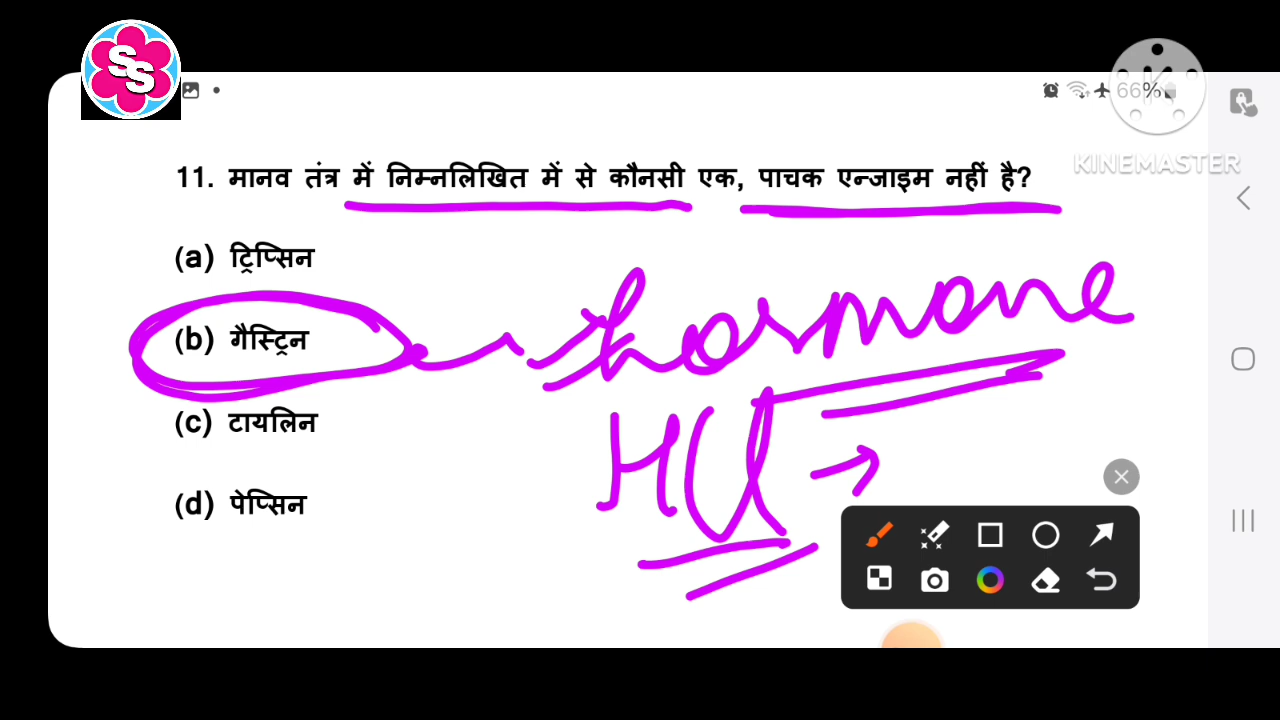 SS
66%
KINEMASTER
11. मानव तंत्र में निम्नलिखित में से कौनसी एक, पाचक एन्जाइम नहीं है?
(a) ट्रिप्सिन
(b) गैस्ट्रिन
hormone
(c) टायलिन
HCl
(d) पेप्सिन